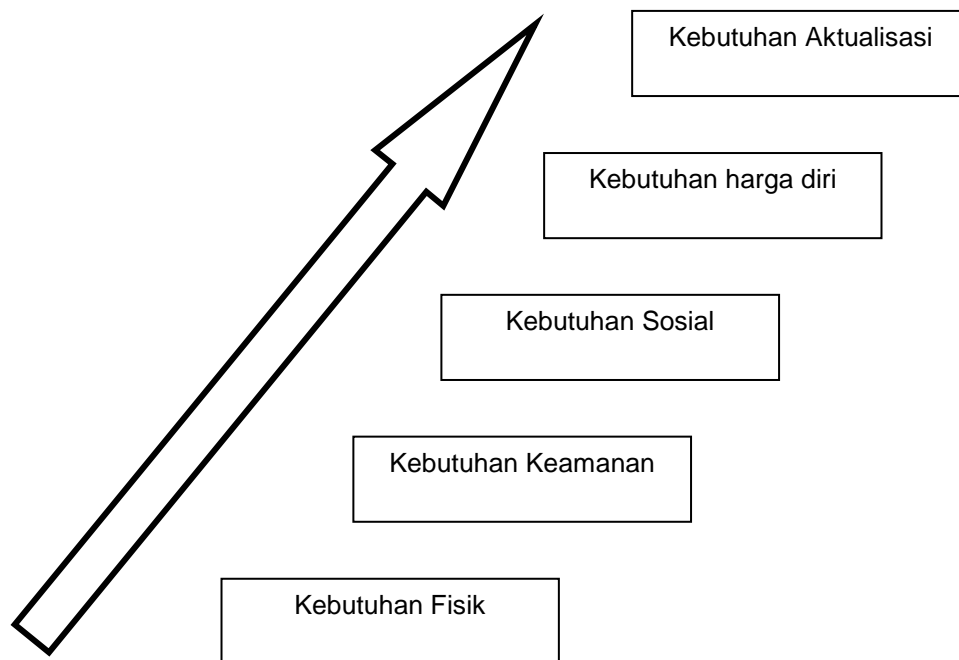 Kebutuhan Aktualisasi
Kebutuhan harga diri
Kebutuhan Sosial
Kebutuhan Keamanan
Kebutuhan Fisik